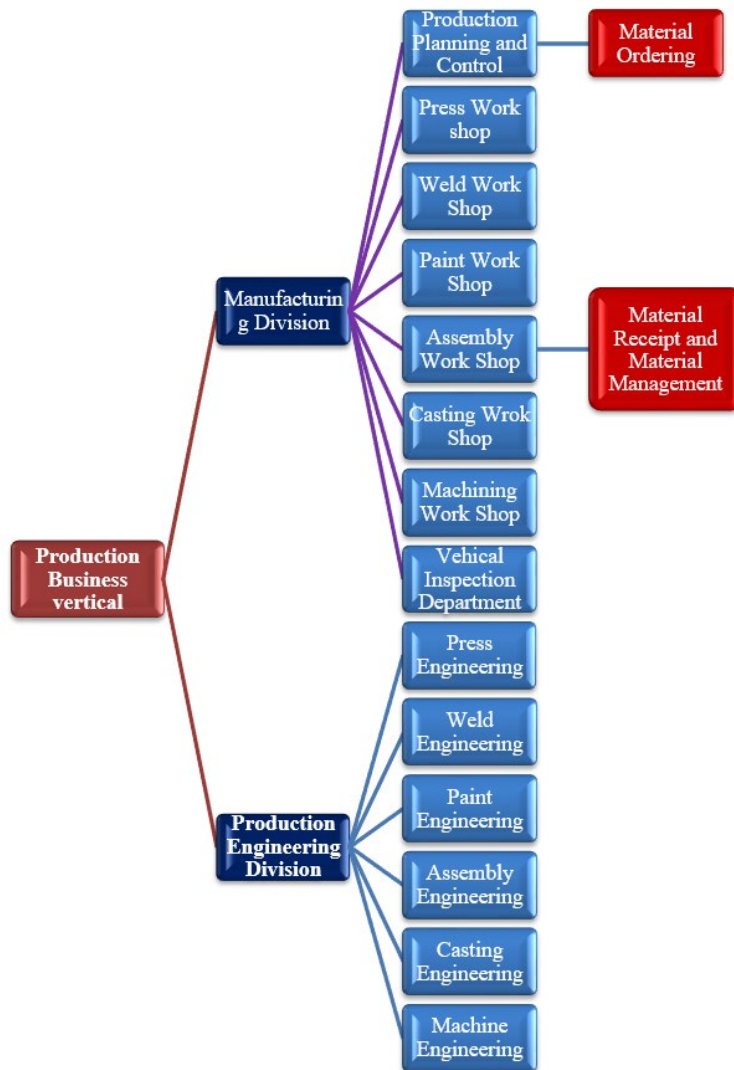 Production
Planning and
Control
Material
Ordering
Press Work
shop
Weld Work
Shop
Paint Work
Shop
Manufacturin
g Division
Assembly
Work Shop
Material
Receipt and
Material
Management
Casting Wrok
Shop
Machining
Work Shop
Production
Business
vertical
Vehical
Inspection
Department
Press
Engineering
Weld
Engineering
Paint
Engineering
Production
Engineering
Division
Assembly
Engineering
Casting
Engineering
Machine
Engineering